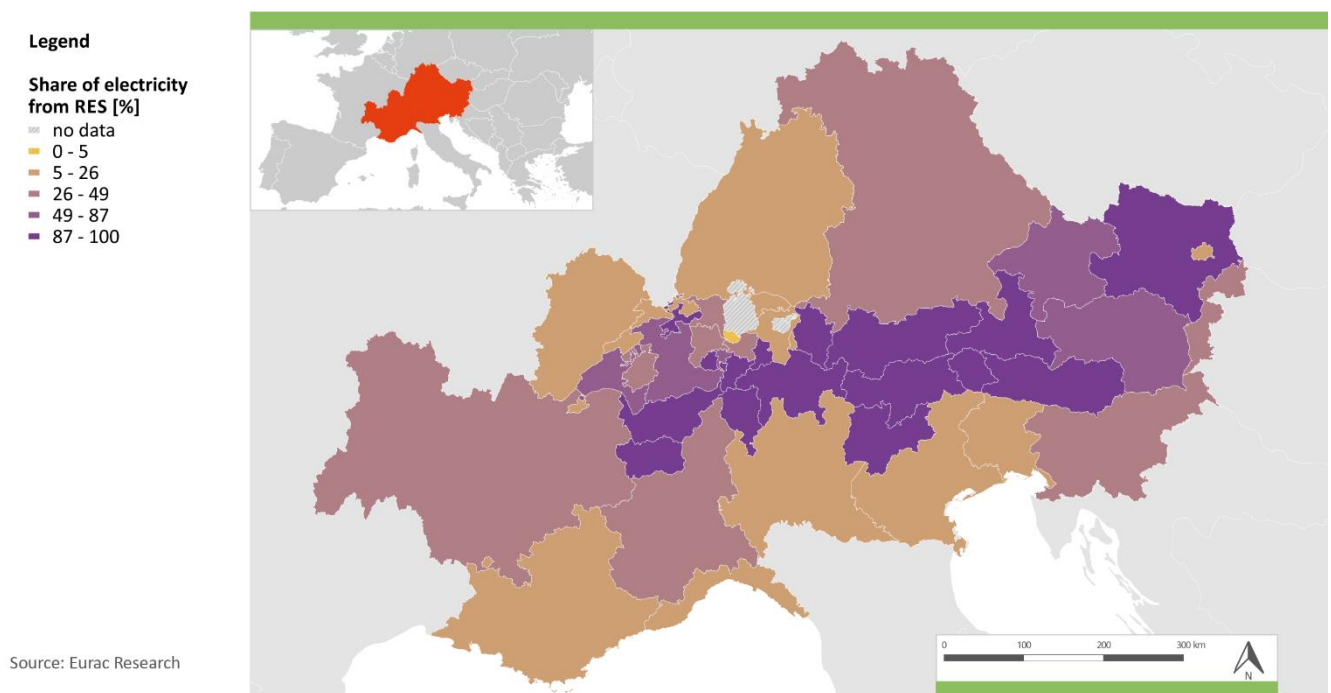 Legend
Share of electricity
from RES [%]
no data
0 - 5
5 - 26
26 - 49
49 - 87
87 - 100
Source: Eurac Research
0 100 200 300 km
N